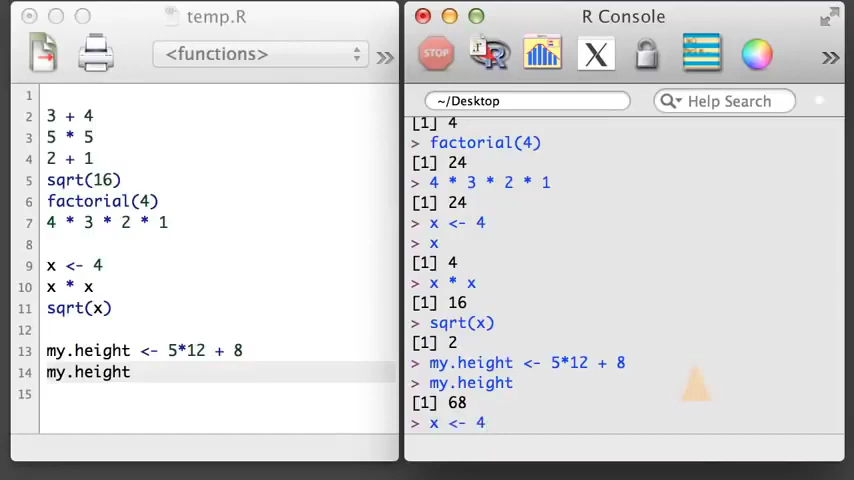 temp.R
<functions>
1
2 3 + 4
3 5 * 5
4 2 + 1
5 sqrt(16)
6 factorial(4)
7 4 * 3 * 2 * 1
8
9 x <- 4
10 x * x
11 sqrt(x)
12
13 my.height <- 5*12 + 8
14 my.height
15
R Console
STOP
.r R
X
~/Desktop
Help Search
[1] 4
> factorial(4)
[1] 24
> 4 * 3 * 2 * 1
[1] 24
> x <- 4
> x
[1] 4
> x * x
[1] 16
> sqrt(x)
[1] 2
> my.height <- 5*12 + 8
> my.height
[1] 68
> x <- 4